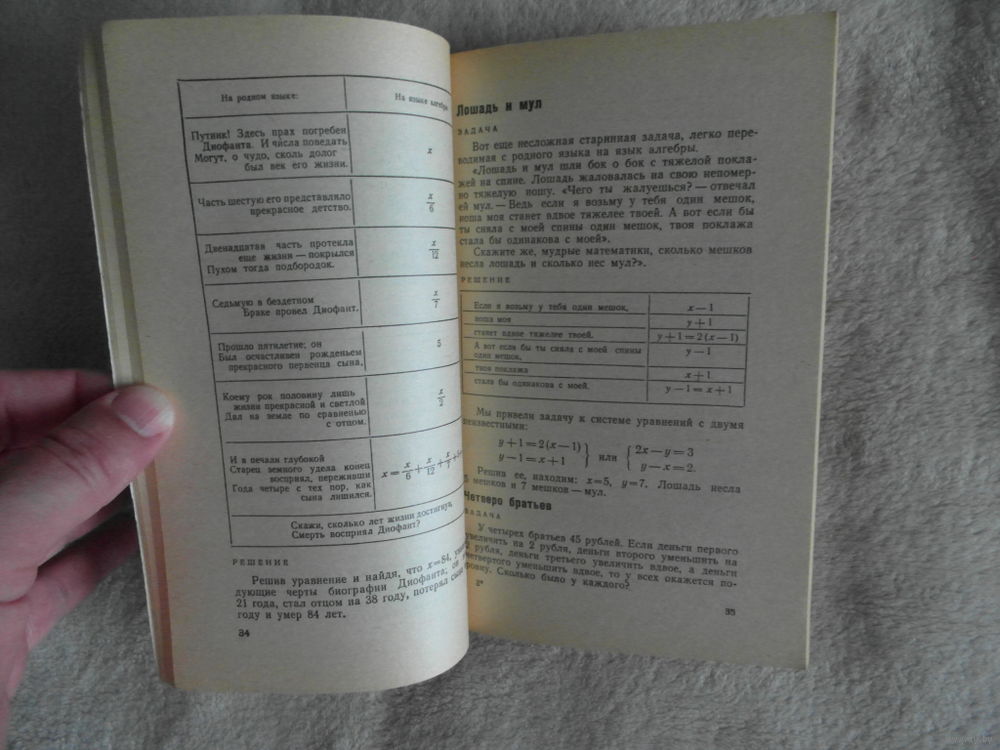 На родном языке:
На языке алгебры
Путник! Здесь прах погребен
Диофанта. И числа поведать
Могут, о чудо, сколь долог
был век его жизни.
x
Часть шестую его представляло
прекрасное детство.
x/6
Двенадцатая часть протекла
еще жизни — покрылся
Пухом тогда подбородок.
x/12
Седьмую в бездетном
Браке провел Диофант.
x/7
Прошло пятилетие; он
Был осчастливен рожденьем
прекрасного первенца сына,
5
Коему рок половину лишь
жизни прекрасной и светлой
Дал на земле по сравненью
с отцом.
x/2
И в печали глубокой
Старец земного удела конец
восприял, переживши
Года четыре с тех пор, как
сына лишился.
x = x/6 + x/12 + x/7 +
Скажи, сколько лет жизни достигнув,
Смерть восприял Диофант?
РЕШЕНИЕ
Решив уравнение и найдя, что x=84,
дующие черты биографии Диофанта; он
21 года, стал отцом на 38 году, потерял сына
году и умер 84 лет.
34
Лошадь и мул
ЗАДАЧА
Вот еще несложная старинная задача, легко пере-
водимая с родного языка на язык алгебры.
«Лошадь и мул шли бок о бок с тяжелой покла-
жей на спине. Лошадь жаловалась на свою непомер-
но тяжелую ношу. «Чего ты жалуешься? — отвечал
ей мул. — Ведь если я возьму у тебя один мешок,
ноша моя станет вдвое тяжелее твоей. А вот если бы
ты сняла с моей спины один мешок, твоя поклажа
стала бы одинакова с моей».
Скажите же, мудрые математики, сколько мешков
несла лошадь и сколько нес мул?».
РЕШЕНИЕ
Если я возьму у тебя один мешок,
x — 1
ноша моя
y + 1
станет вдвое тяжелее твоей.
y + 1 = 2 (x — 1)
А вот если бы ты сняла с моей спины
один мешок,
y — 1
твоя поклажа
x + 1
стала бы одинакова с моей.
y — 1 = x + 1
Мы привели задачу к системе уравнений с двумя
неизвестными:
y + 1 = 2 (x — 1) } или { 2x — y = 3
y — 1 = x + 1 } { y — x = 2.
Решив ее, находим: x=5, y=7. Лошадь несла
5 мешков и 7 мешков — мул.
Четверо братьев
ЗАДАЧА
У четырех братьев 45 рублей. Если деньги первого
увеличить на 2 рубля, деньги второго уменьшить на
2 рубля, деньги третьего увеличить вдвое, а деньги
четвертого уменьшить вдвое, то у всех окажется по-
ровну. Сколько было у каждого?
2*
35